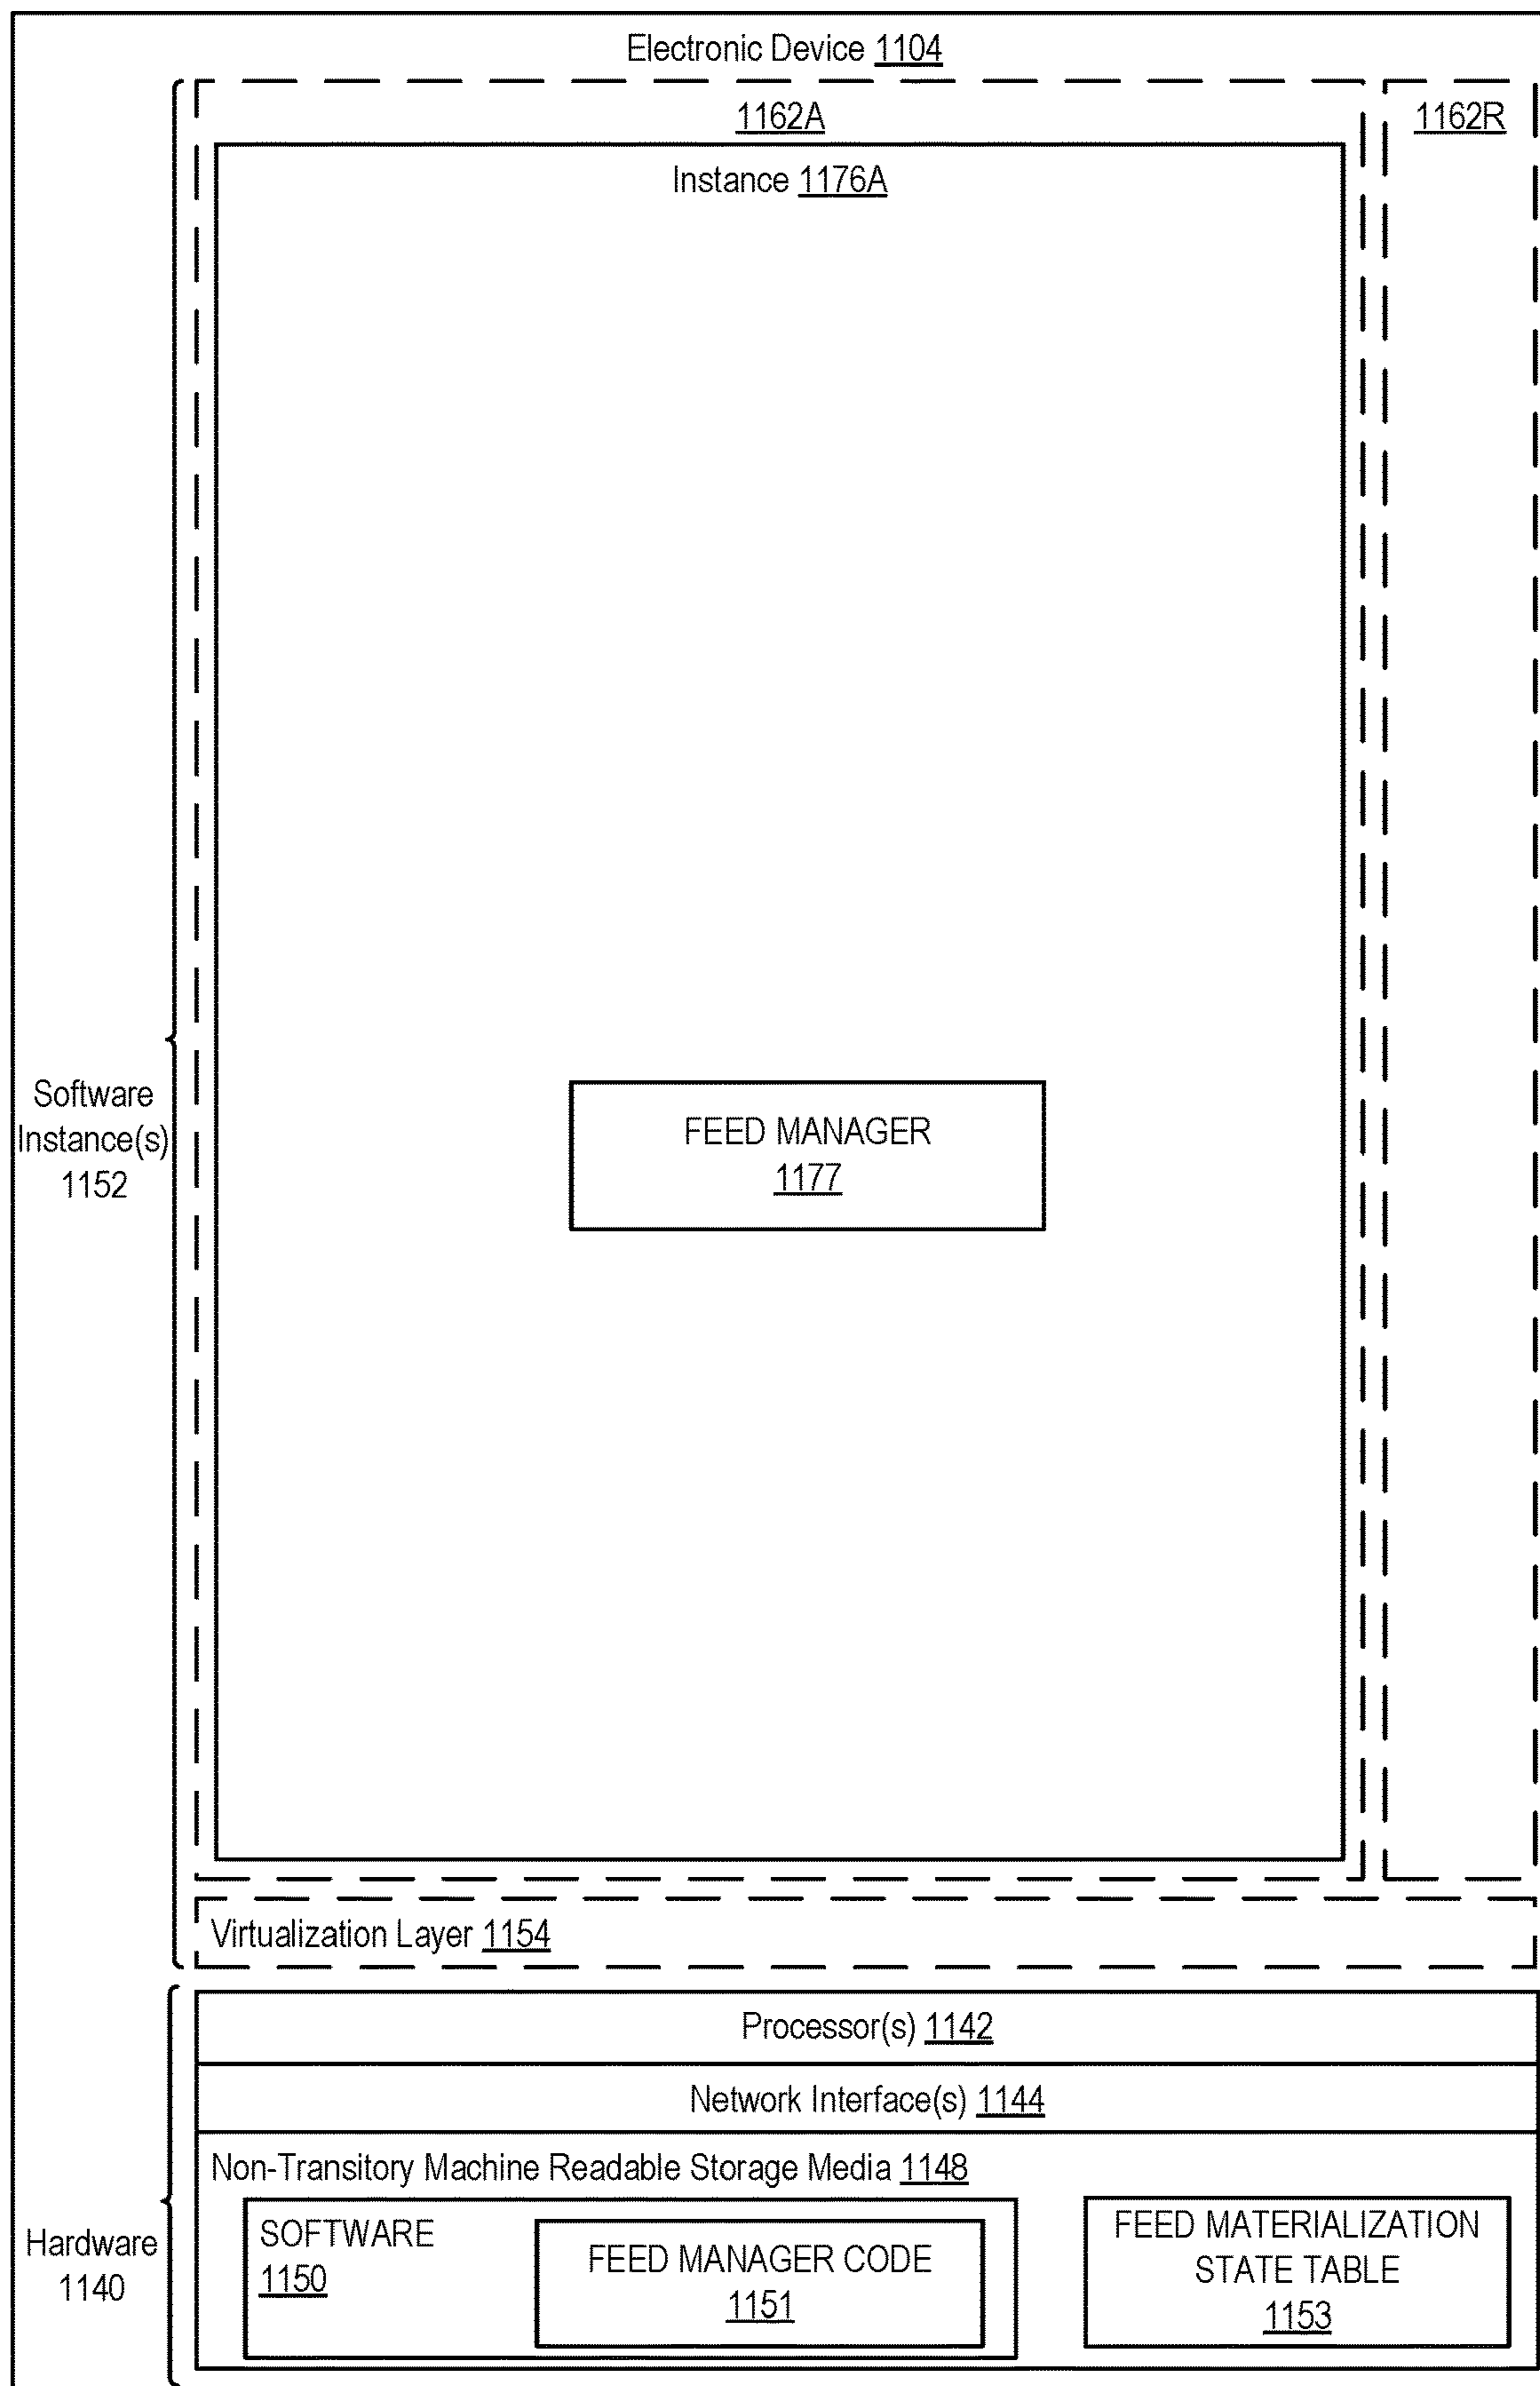 Electronic Device 1104
1162A
1162R
Instance 1176A
Software
Instance(s)
1152
FEED MANAGER
1177
Virtualization Layer 1154
Processor(s) 1142
Network Interface(s) 1144
Non-Transitory Machine Readable Storage Media 1148
Hardware
1140
SOFTWARE
1150
FEED MANAGER CODE
1151
FEED MATERIALIZATION
STATE TABLE
1153